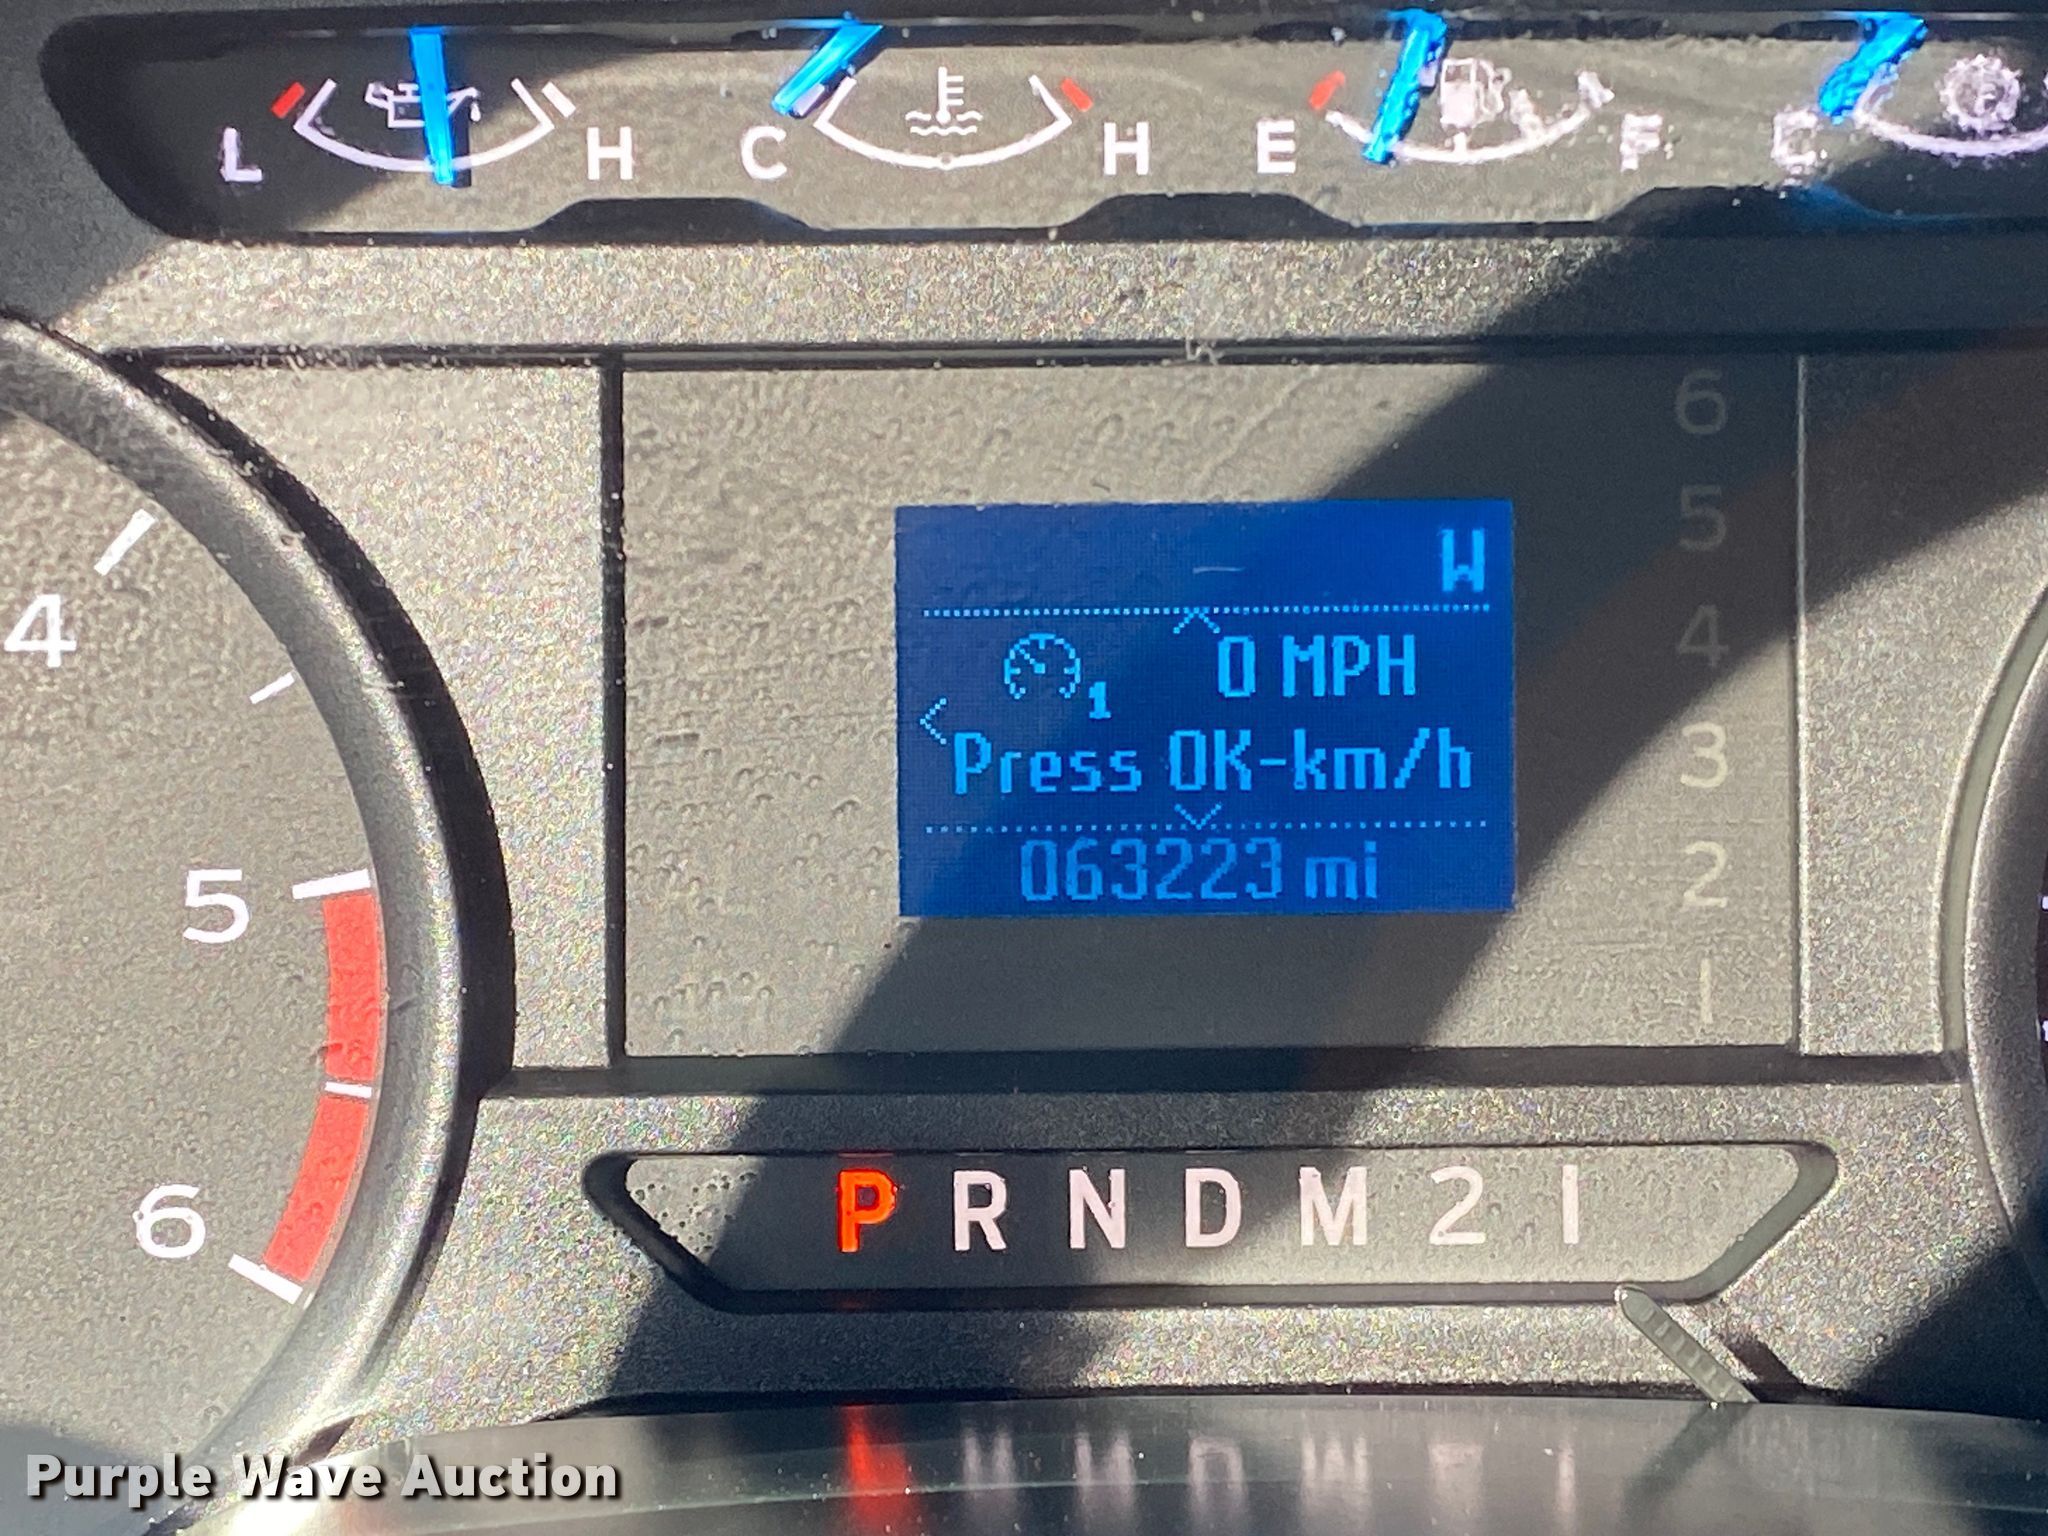 L H C H E F C
6
W
5
4
4
0 MPH
1
3
Press OK-km/h
5
2
063223 mi
1
6
P R N D M 2 1
Purple Wave Auction